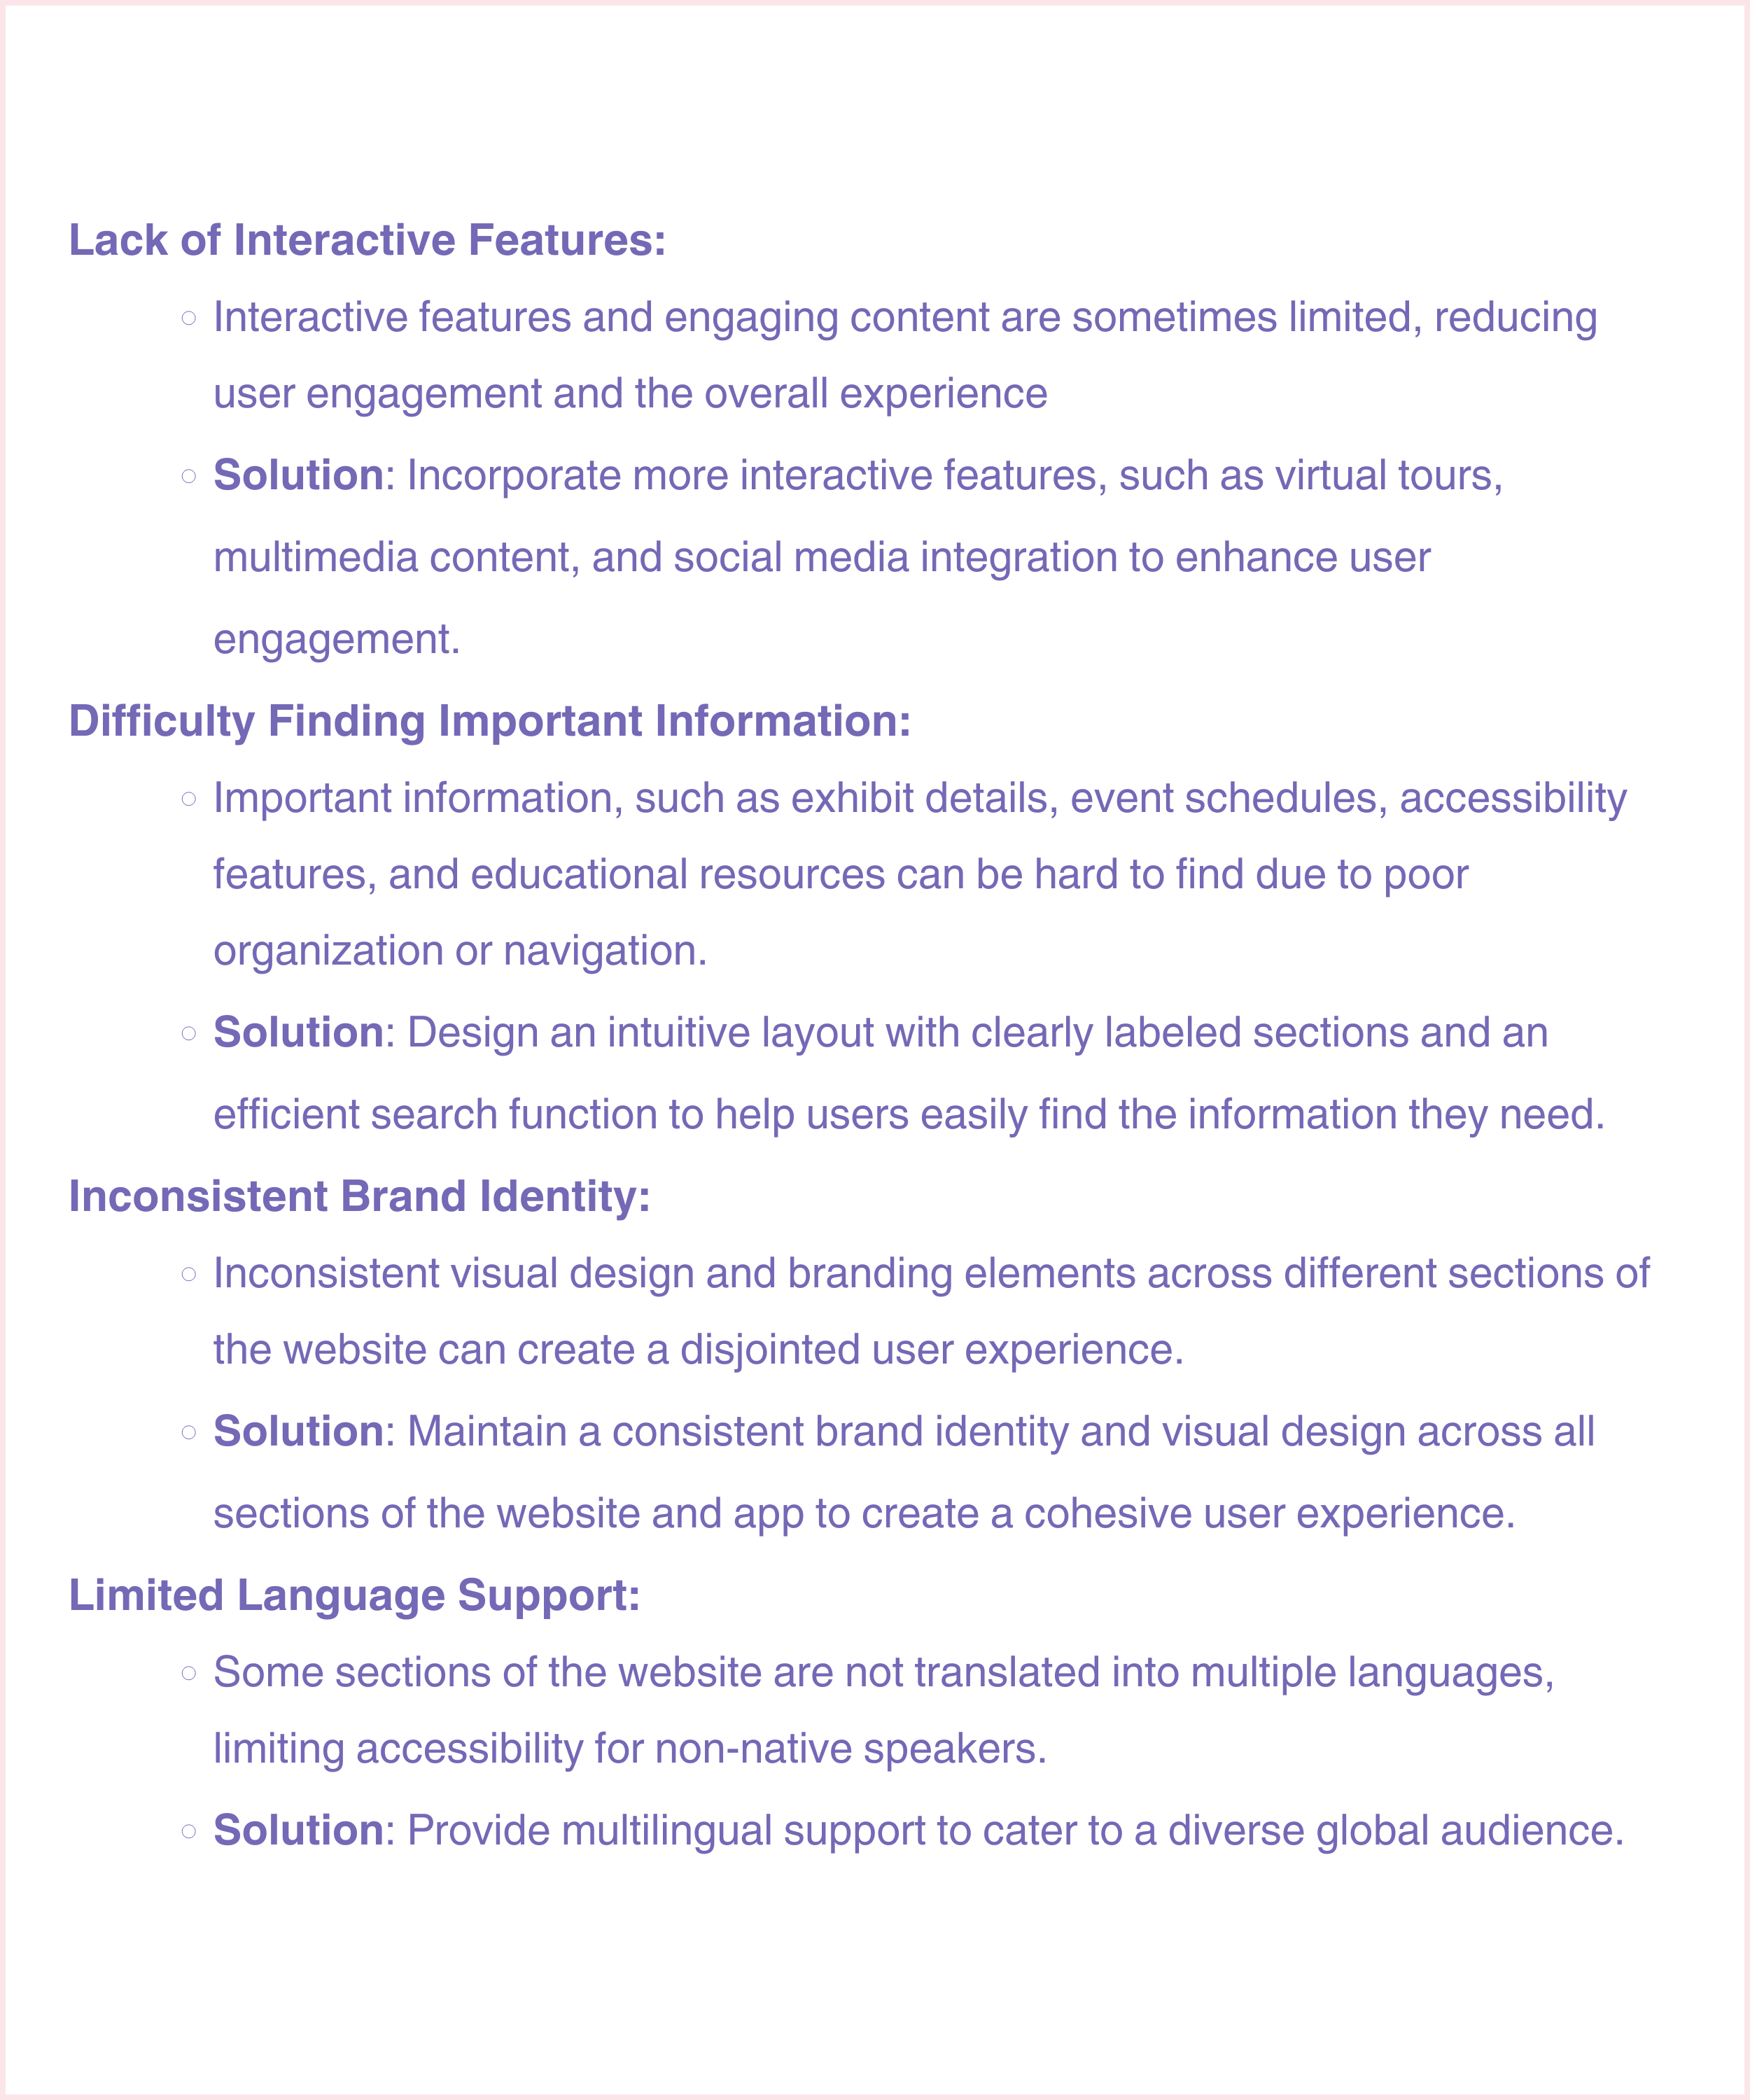 Lack of Interactive Features:
○ Interactive features and engaging content are sometimes limited, reducing
user engagement and the overall experience
○ Solution: Incorporate more interactive features, such as virtual tours,
multimedia content, and social media integration to enhance user
engagement.
Difficulty Finding Important Information:
○ Important information, such as exhibit details, event schedules, accessibility
features, and educational resources can be hard to find due to poor
organization or navigation.
○ Solution: Design an intuitive layout with clearly labeled sections and an
efficient search function to help users easily find the information they need.
Inconsistent Brand Identity:
○ Inconsistent visual design and branding elements across different sections of
the website can create a disjointed user experience.
○ Solution: Maintain a consistent brand identity and visual design across all
sections of the website and app to create a cohesive user experience.
Limited Language Support:
○ Some sections of the website are not translated into multiple languages,
limiting accessibility for non-native speakers.
○ Solution: Provide multilingual support to cater to a diverse global audience.